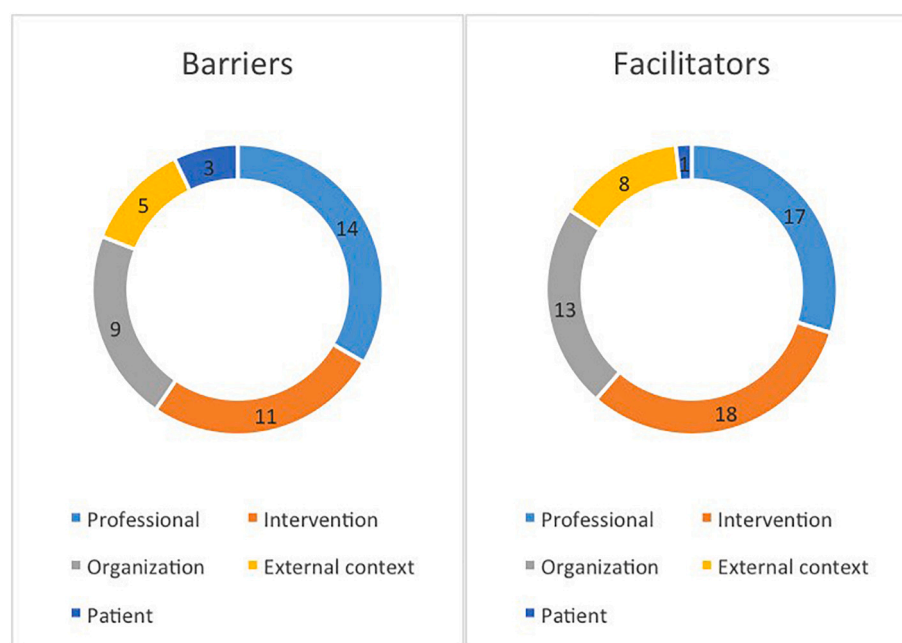 Barriers
3
14
5
9
11
Professional
Intervention
Organization
External context
Patient
Facilitators
1
17
8
13
18
Professional
Intervention
Organization
External context
Patient